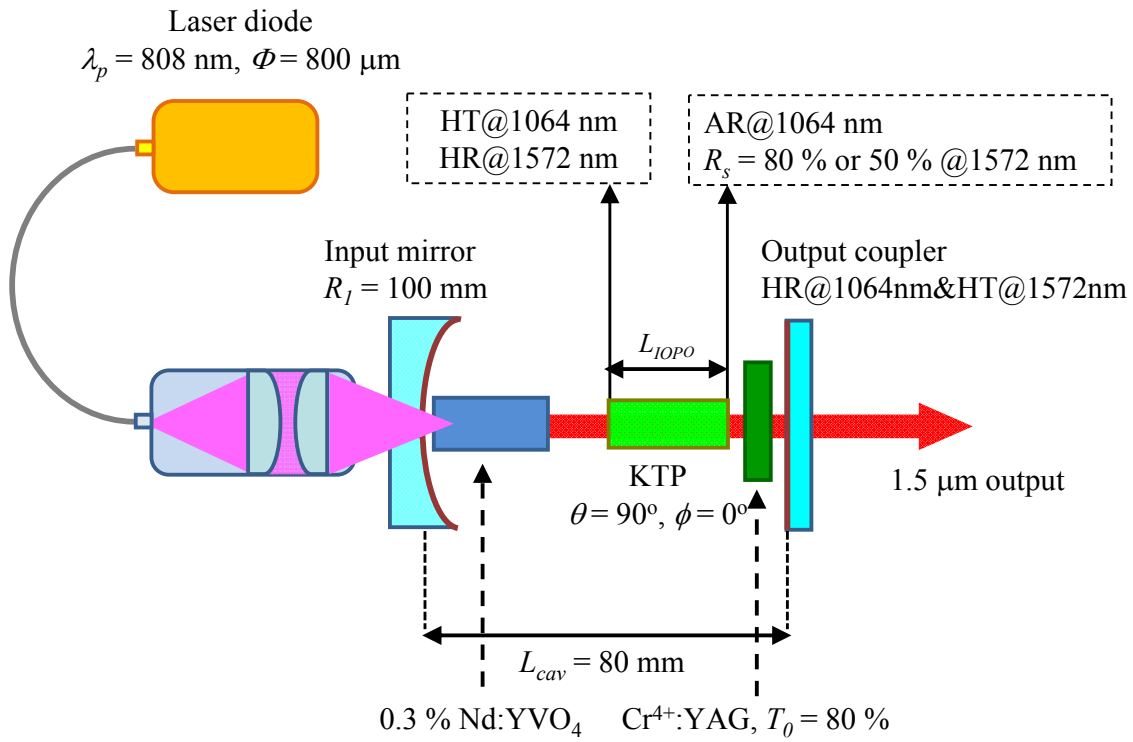 Laser diode
λp = 808 nm, Φ = 800 μm
HT@1064 nm
HR@1572 nm
AR@1064 nm
Rs = 80 % or 50 % @1572 nm
Input mirror
R1 = 100 mm
Output coupler
HR@1064nm&HT@1572nm
LIOPO
KTP
θ = 90º, ϕ = 0º
1.5 μm output
Lcav = 80 mm
0.3 % Nd:YVO4
Cr4+:YAG, T0 = 80 %